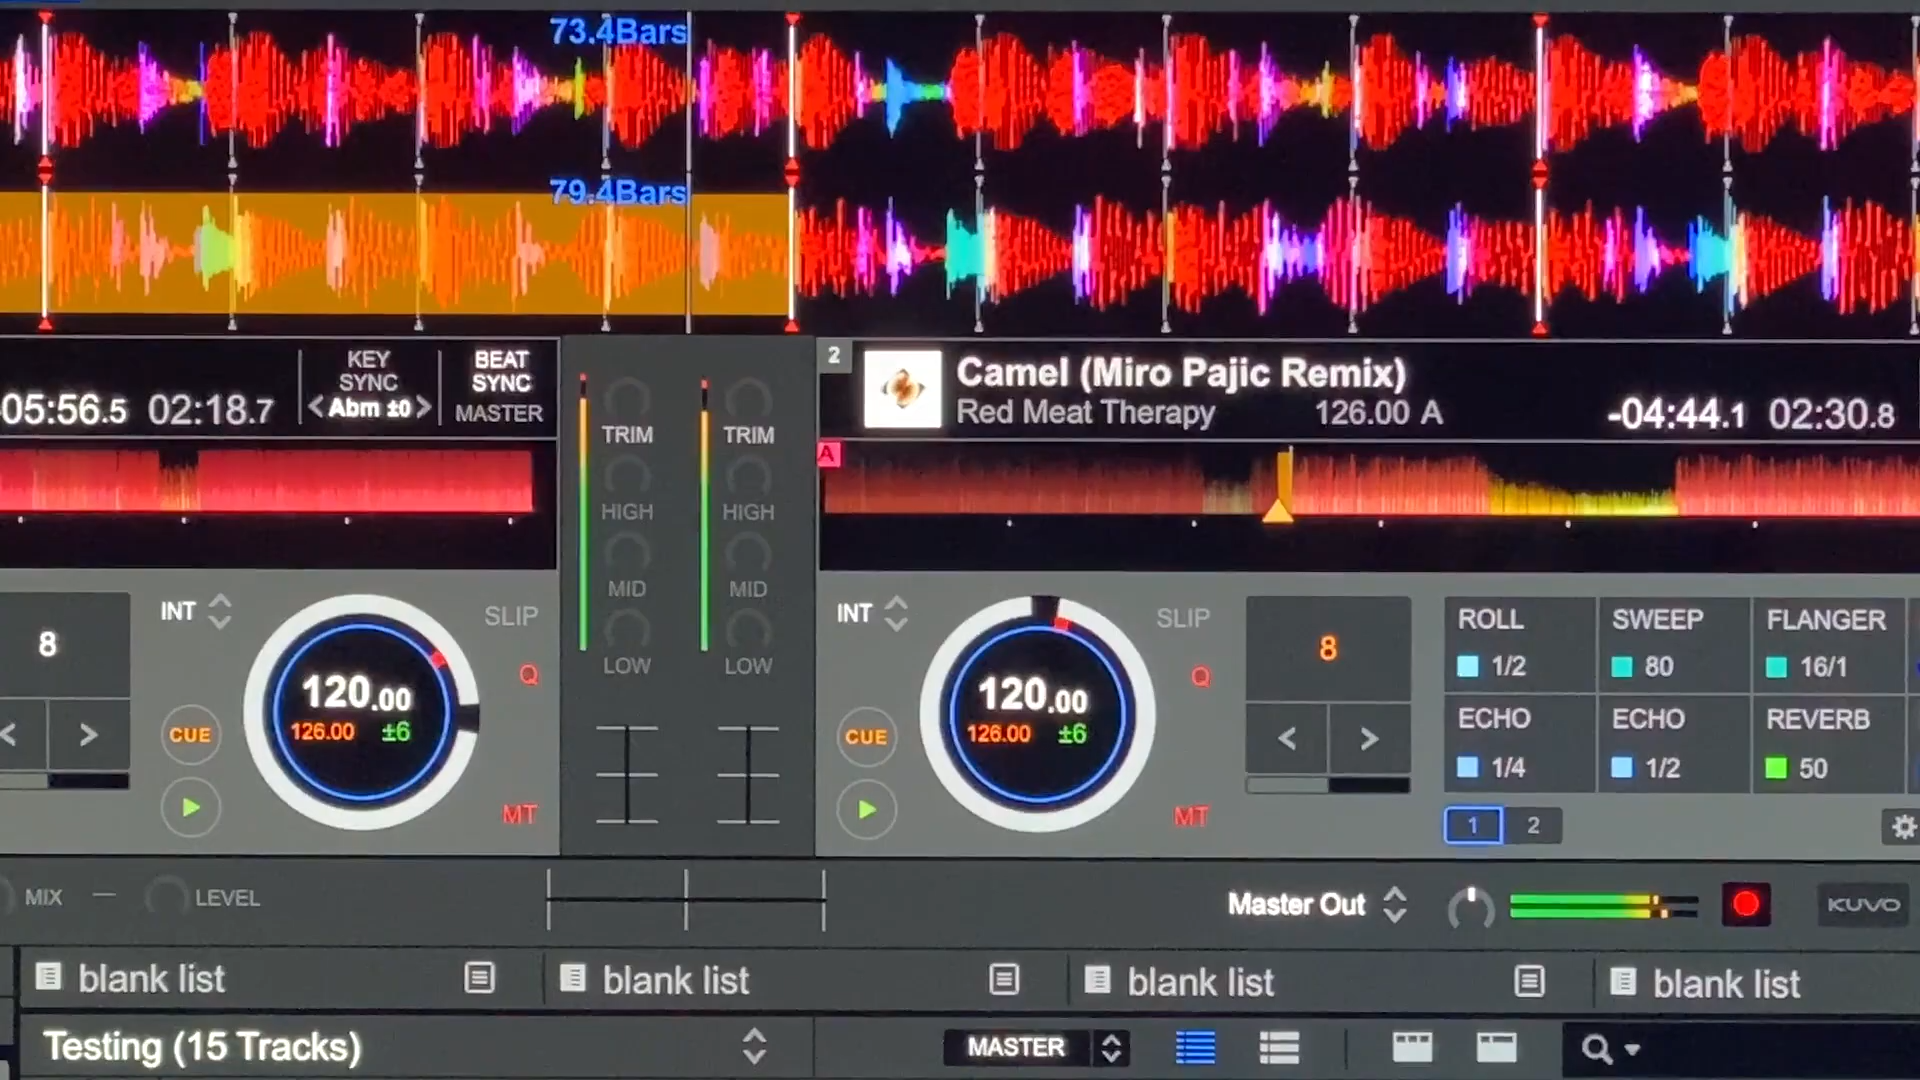 73.4Bars
79.4Bars
05:56.5 02:18.7
KEY SYNC
<Abm ±0>
BEAT SYNC
MASTER
TRIM
HIGH
MID
LOW
TRIM
HIGH
MID
LOW
2
Camel (Miro Pajic Remix)
Red Meat Therapy 126.00 A
-04:44.1 02:30.8
A
8
< >
INT
SLIP
120.00
126.00 ±6
Q
CUE
MT
INT
SLIP
120.00
126.00 ±6
Q
CUE
MT
8
< >
ROLL SWEEP FLANGER
1/2 80 16/1
ECHO ECHO REVERB
1/4 1/2 50
1 2
MIX LEVEL
Master Out
KUVO
blank list blank list blank list blank list
Testing (15 Tracks)
MASTER